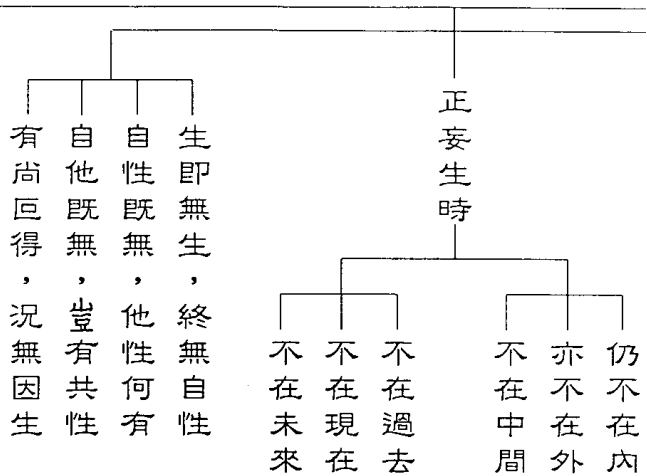 正妄生時
仍不在內
亦不在外
不在中間
不在過去
不在現在
不在未來
生即無生，終無自性
自性既無，他性何有
自他既無，豈有共性
有尚叵得，況無因生